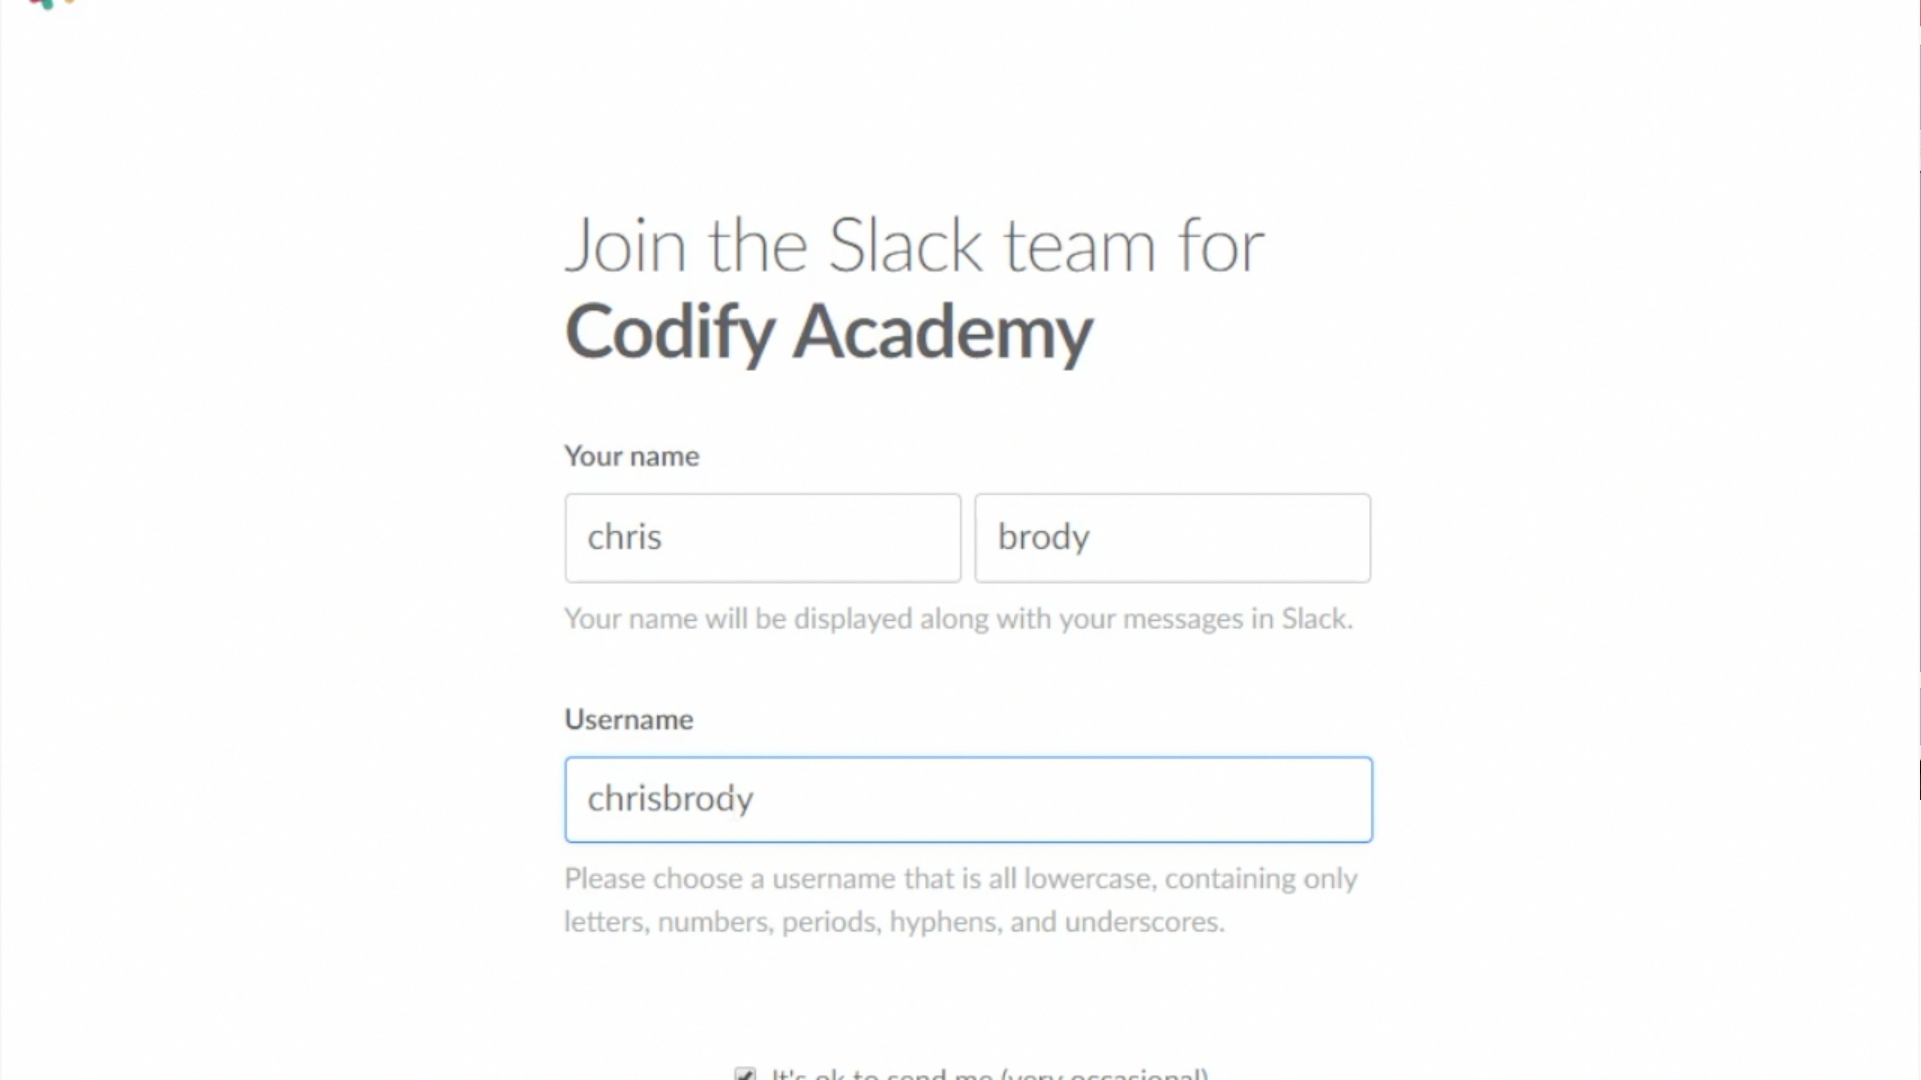 Join the Slack team for
Codify Academy
Your name
chris
brody
Your name will be displayed along with your messages in Slack.
Username
chrisbrody
Please choose a username that is all lowercase, containing only
letters, numbers, periods, hyphens, and underscores.
It's ok to send me (very occasional)